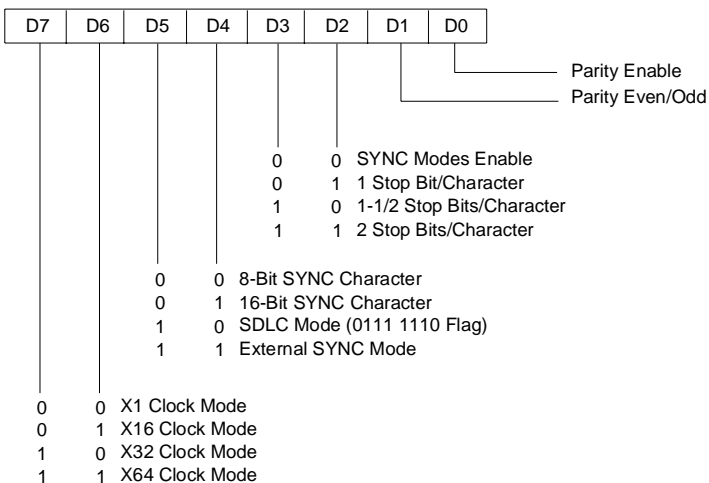 D7 D6 D5 D4 D3 D2 D1 D0
Parity Enable
Parity Even/Odd
0 0 SYNC Modes Enable
0 1 1 Stop Bit/Character
1 0 1-1/2 Stop Bits/Character
1 1 2 Stop Bits/Character
0 0 8-Bit SYNC Character
0 1 16-Bit SYNC Character
1 0 SDLC Mode (0111 1110 Flag)
1 1 External SYNC Mode
0 0 X1 Clock Mode
0 1 X16 Clock Mode
1 0 X32 Clock Mode
1 1 X64 Clock Mode